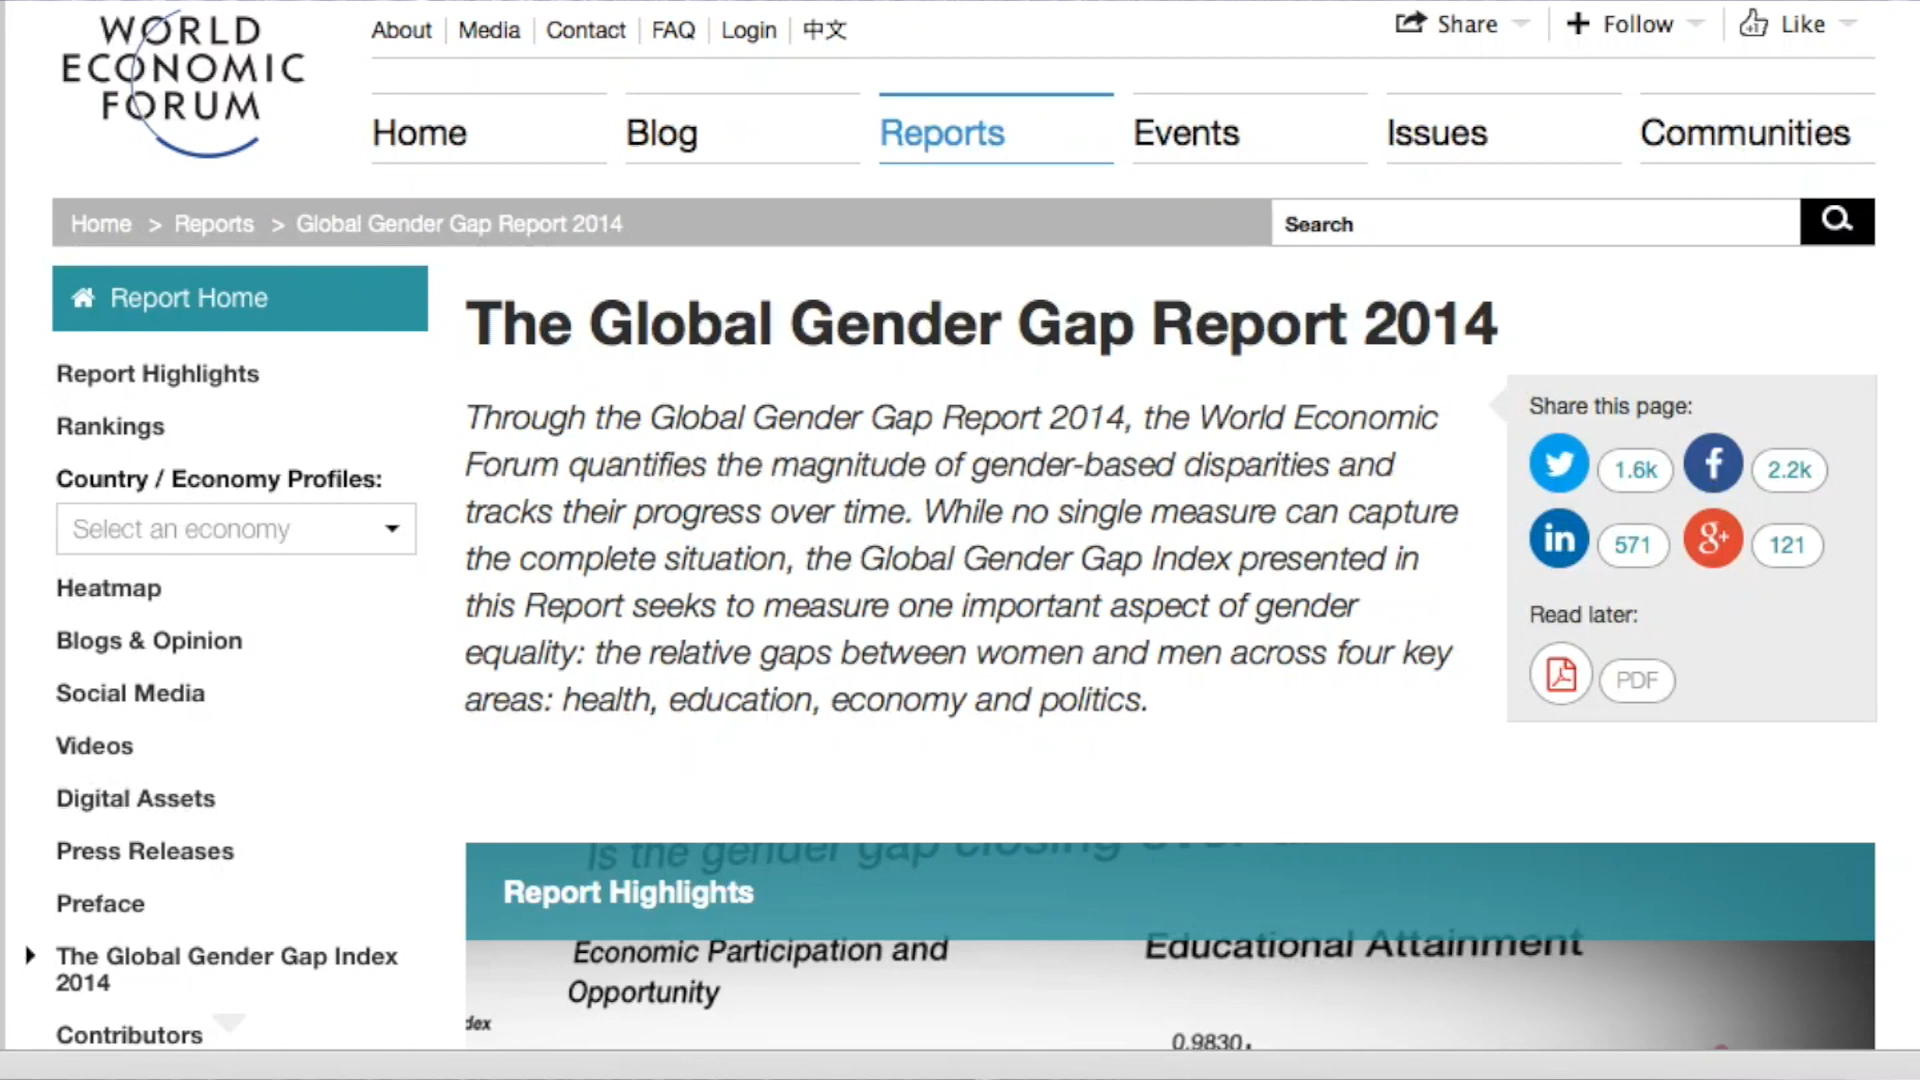 WORLD
ECONOMIC
FORUM
About
Media
Contact
FAQ
Login
中文
Share
Follow
Like
Home
Blog
Reports
Events
Issues
Communities
Home > Reports > Global Gender Gap Report 2014
Search
Report Home
Report Highlights
Rankings
Country / Economy Profiles:
Select an economy
Heatmap
Blogs & Opinion
Social Media
Videos
Digital Assets
Press Releases
Preface
The Global Gender Gap Index
2014
Contributors
The Global Gender Gap Report 2014
Through the Global Gender Gap Report 2014, the World Economic
Forum quantifies the magnitude of gender-based disparities and
tracks their progress over time. While no single measure can capture
the complete situation, the Global Gender Gap Index presented in
this Report seeks to measure one important aspect of gender
equality: the relative gaps between women and men across four key
areas: health, education, economy and politics.
Share this page:
1.6k
f
2.2k
in
571
g+
121
Read later:
PDF
Is the gender gap closing
Report Highlights
Economic Participation and
Opportunity
Educational Attainment
dex
0.9830